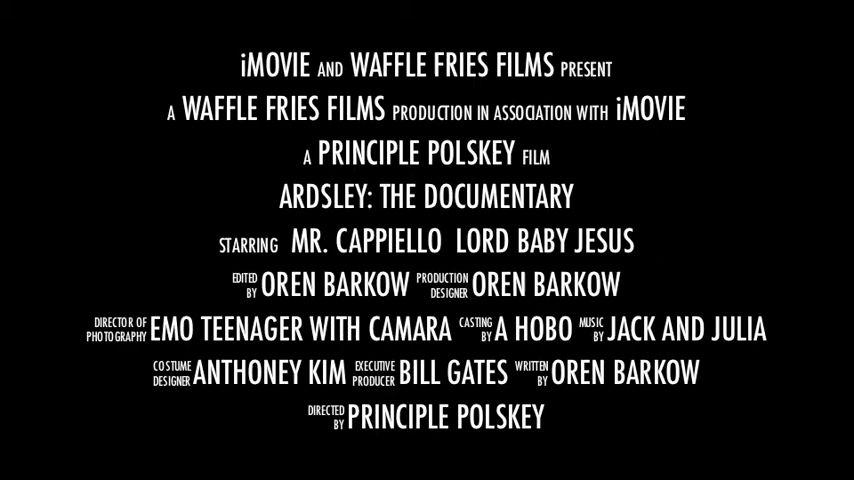 iMOVIE AND WAFFLE FRIES FILMS PRESENT
A WAFFLE FRIES FILMS PRODUCTION IN ASSOCIATION WITH iMOVIE
A PRINCIPLE POLSKEY FILM
ARDSLEY: THE DOCUMENTARY
STARRING MR. CAPPIELLO LORD BABY JESUS
EDITED BY OREN BARKOW PRODUCTION DESIGNER OREN BARKOW
DIRECTOR OF PHOTOGRAPHY EMO TEENAGER WITH CAMARA CASTING BY A HOBO MUSIC BY JACK AND JULIA
COSTUME DESIGNER ANTHONEY KIM EXECUTIVE PRODUCER BILL GATES WRITTEN BY OREN BARKOW
DIRECTED BY PRINCIPLE POLSKEY